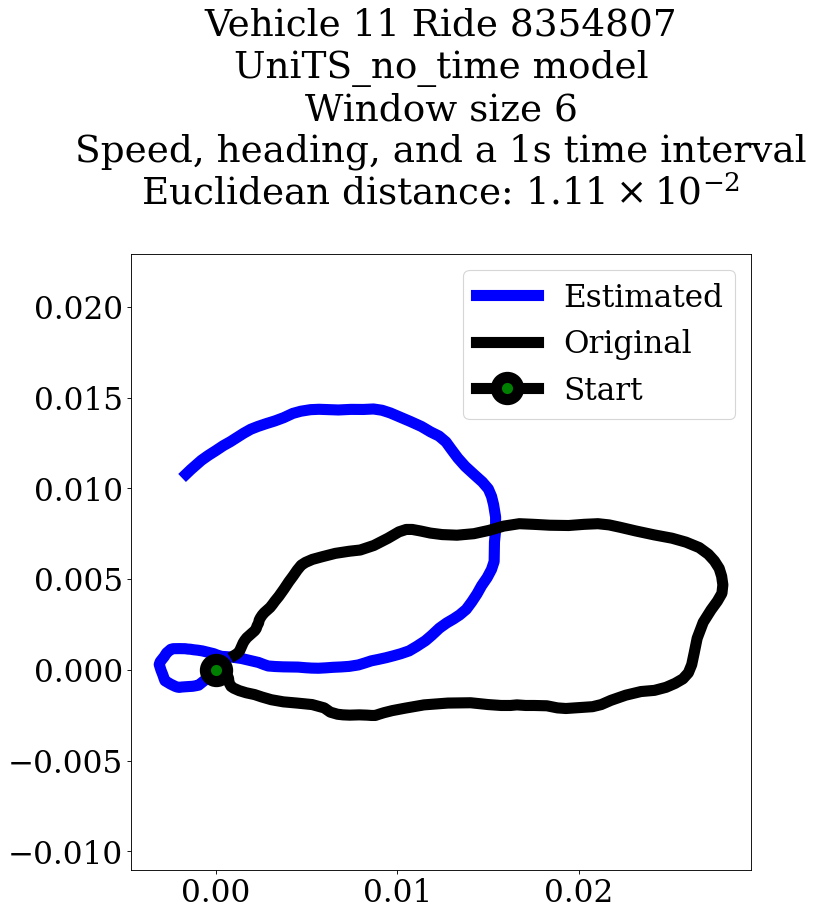 Vehicle 11 Ride 8354807
UniTS_no_time model
Window size 6
Speed, heading, and a 1s time interval
Euclidean distance: 1.11 × 10⁻²
Estimated
Original
Start
0.020
0.015
0.010
0.005
0.000
−0.005
−0.010
0.00 0.01 0.02